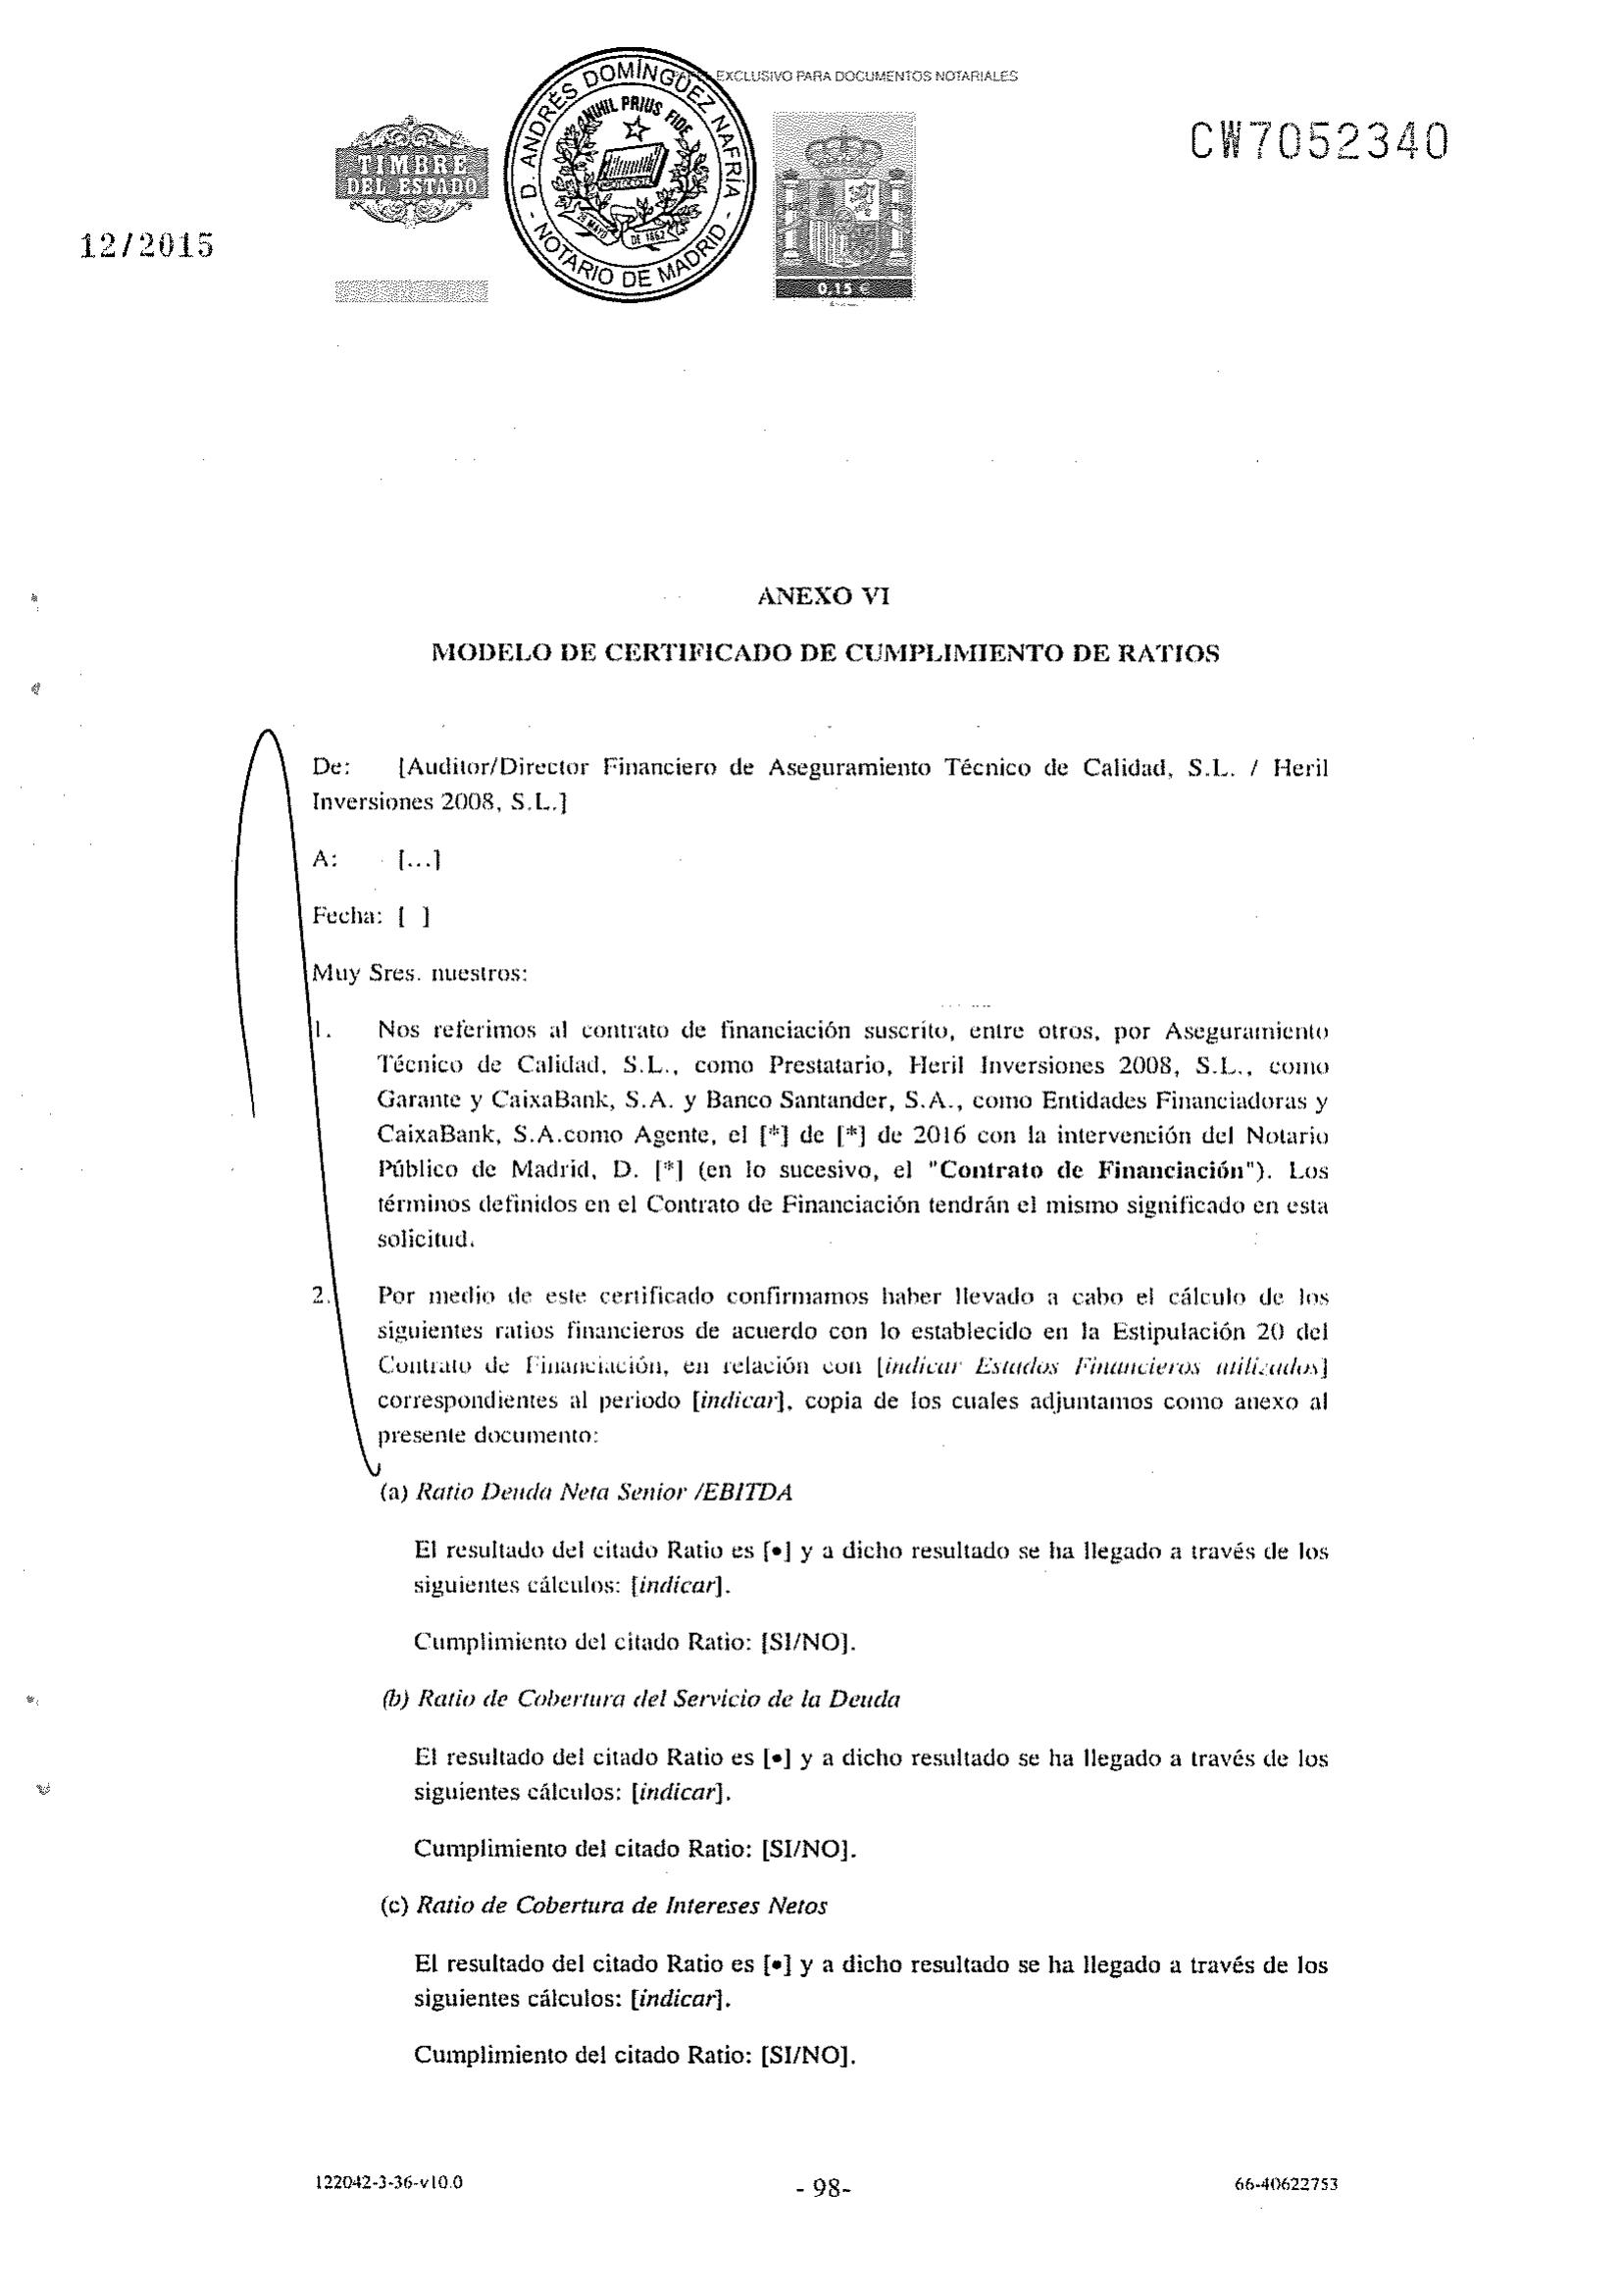 EXCLUSIVO PARA DOCUMENTOS NOTARIALES
D. ANDRÉS DOMÍNGUEZ NAFRÍA
- NOTARIO DE MADRID -
NIHIL PRIUS FIDE
28 MAYO
DE 1862
TIMBRE
DEL ESTADO
0,15 €
CW7052340
12/2015
ANEXO VI
MODELO DE CERTIFICADO DE CUMPLIMIENTO DE RATIOS
De: [Auditor/Director Financiero de Aseguramiento Técnico de Calidad, S.L. / Heril
Inversiones 2008, S.L.]
A: [...]
Fecha: [ ]
Muy Sres. nuestros:
1. Nos referimos al contrato de financiación suscrito, entre otros, por Aseguramiento
Técnico de Calidad, S.L., como Prestatario, Heril Inversiones 2008, S.L., como
Garante y CaixaBank, S.A. y Banco Santander, S.A., como Entidades Financiadoras y
CaixaBank, S.A.como Agente, el [*] de [*] de 2016 con la intervención del Notario
Público de Madrid, D. [*] (en lo sucesivo, el "Contrato de Financiación"). Los
términos definidos en el Contrato de Financiación tendrán el mismo significado en esta
solicitud.
2. Por medio de este certificado confirmamos haber llevado a cabo el cálculo de los
siguientes ratios financieros de acuerdo con lo establecido en la Estipulación 20 del
Contrato de Financiación, en relación con [indicar Estados Financieros utilizados]
correspondientes al periodo [indicar], copia de los cuales adjuntamos como anexo al
presente documento:
(a) Ratio Deuda Neta Senior /EBITDA
El resultado del citado Ratio es [•] y a dicho resultado se ha llegado a través de los
siguientes cálculos: [indicar].
Cumplimiento del citado Ratio: [SI/NO].
(b) Ratio de Cobertura del Servicio de la Deuda
El resultado del citado Ratio es [•] y a dicho resultado se ha llegado a través de los
siguientes cálculos: [indicar].
Cumplimiento del citado Ratio: [SI/NO].
(c) Ratio de Cobertura de Intereses Netos
El resultado del citado Ratio es [•] y a dicho resultado se ha llegado a través de los
siguientes cálculos: [indicar].
Cumplimiento del citado Ratio: [SI/NO].
122042-3-36-v10.0
- 98-
66-40622753